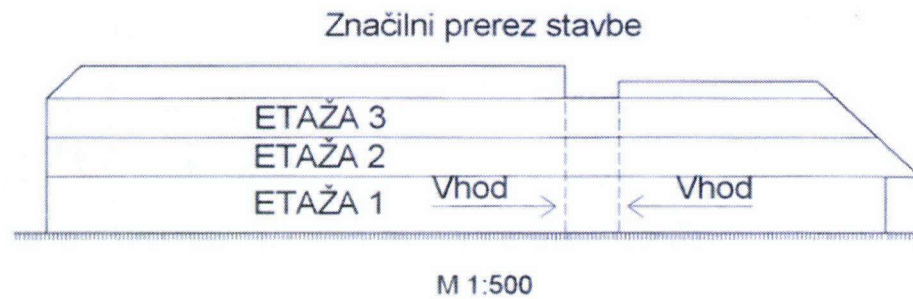 Značilni prerez stavbe
ETAŽA 3
ETAŽA 2
ETAŽA 1
Vhod
Vhod
M 1:500